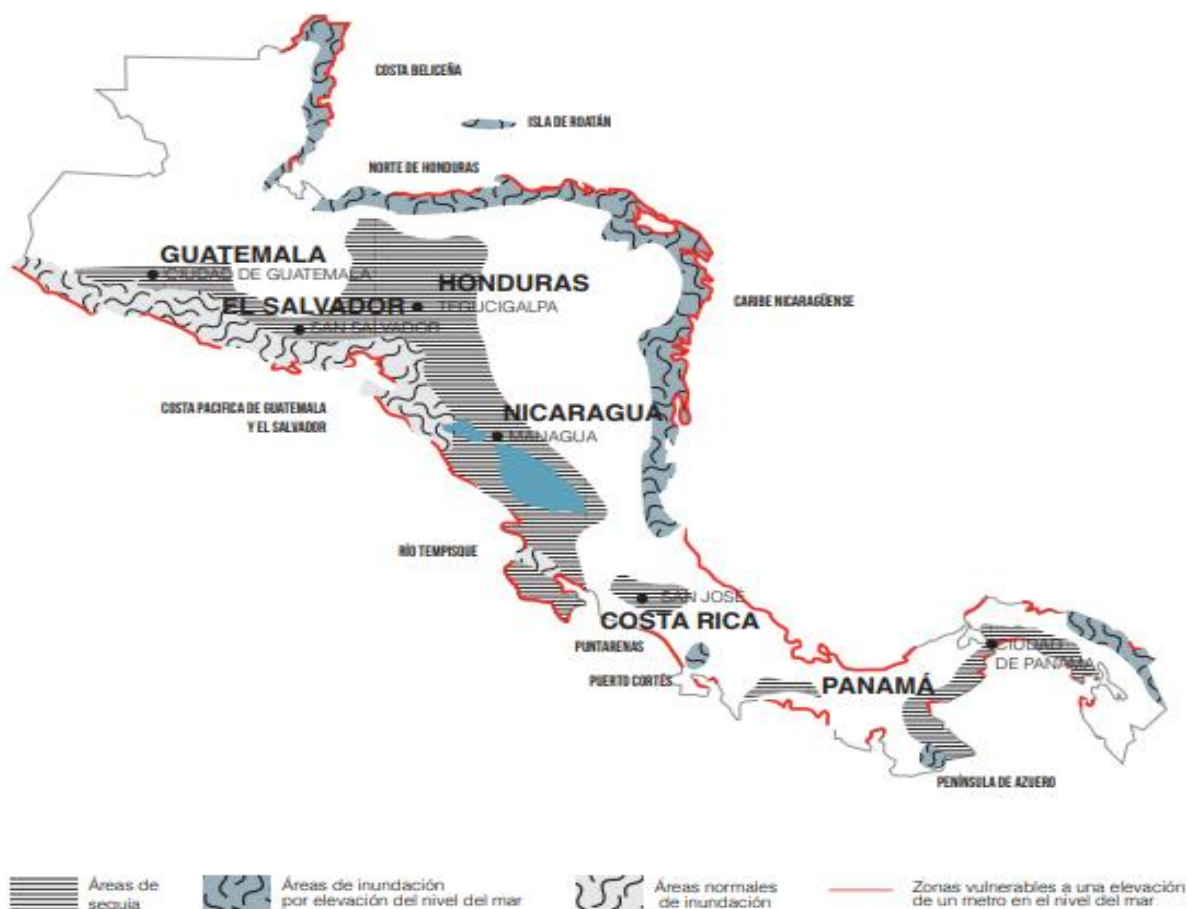 COSTA BELICEÑA
ISLA DE ROATÁN
NORTE DE HONDURAS
GUATEMALA
CIUDAD DE GUATEMALA
HONDURAS
TEGUCIGALPA
EL SALVADOR
SAN SALVADOR
CARIBE NICARAGÜENSE
COSTA PACIFICA DE GUATEMALA
Y EL SALVADOR
NICARAGUA
MANAGUA
RÍO TEMPISQUE
SAN JOSÉ
COSTA RICA
PUNTARENAS
PUERTO CORTÉS
CIUDAD
DE PANAMÁ
PANAMÁ
PENÍNSULA DE AZUERO
Áreas de
sequia
Áreas de inundación
por elevación del nivel del mar
Áreas normales
de inundación
Zonas vulnerables a una elevación
de un metro en el nivel del mar